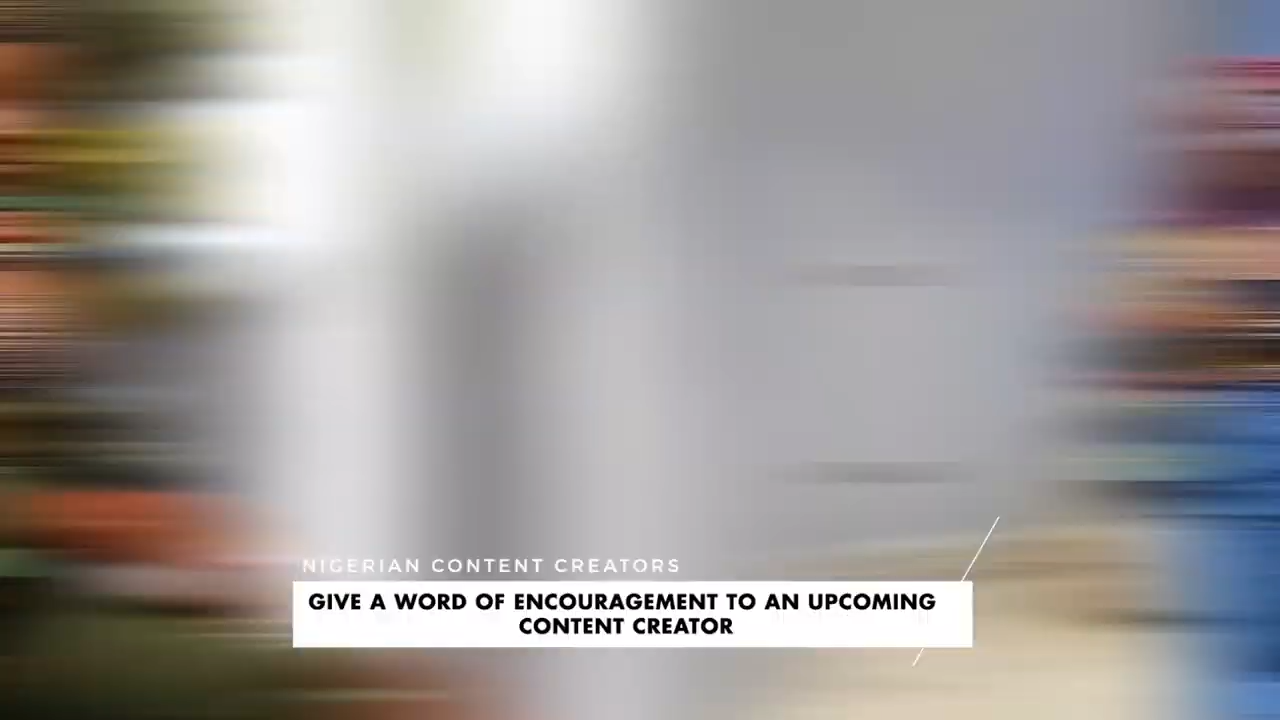 NIGERIAN CONTENT CREATORS
GIVE A WORD OF ENCOURAGEMENT TO AN UPCOMING
CONTENT CREATOR